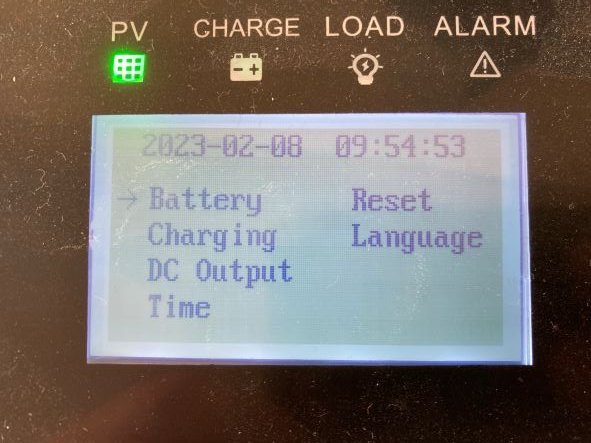 PV CHARGE LOAD ALARM
2023-02-08 09:54:53
→ Battery Reset
Charging Language
DC Output
Time